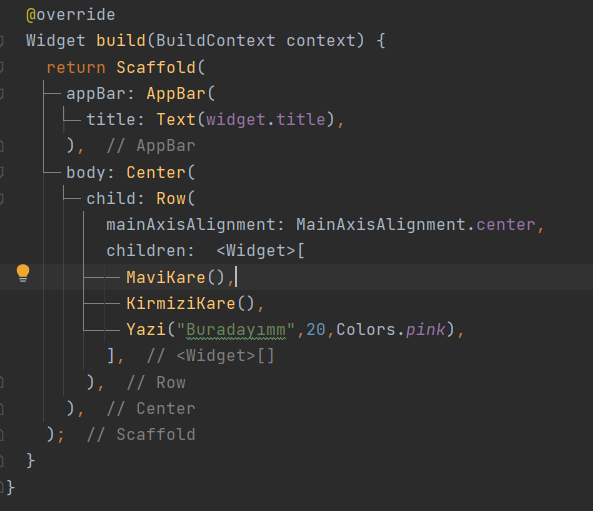 @override
Widget build(BuildContext context) {
return Scaffold(
appBar: AppBar(
title: Text(widget.title),
), // AppBar
body: Center(
child: Row(
mainAxisAlignment: MainAxisAlignment.center,
children: <Widget>[
MaviKare(),
KirmiziKare(),
Yazi("Buradayımm",20,Colors.pink),
], // <Widget>[]
), // Row
), // Center
); // Scaffold
}
}